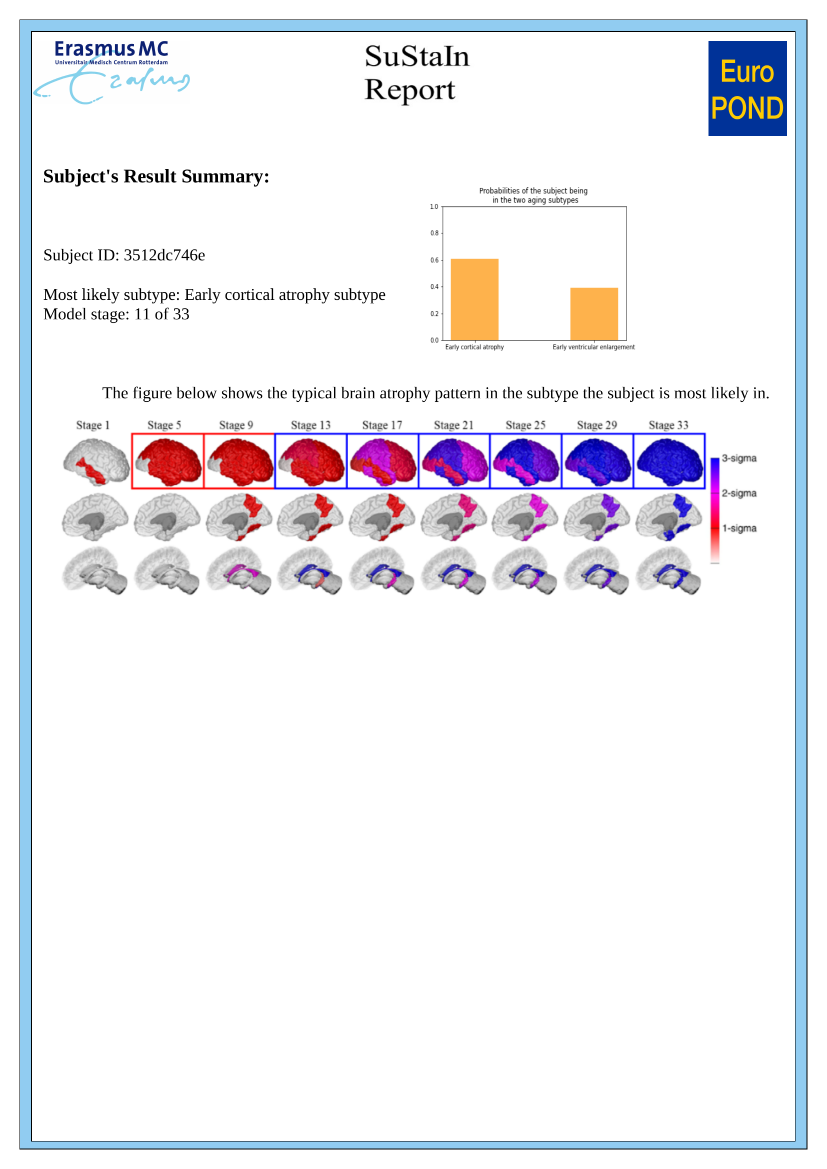 Erasmus MC
Universitair Medisch Centrum Rotterdam
Erasmus
SuStaIn
Report
Euro
POND
Subject's Result Summary:
Probabilities of the subject being
in the two aging subtypes
1.0
0.8
0.6
0.4
0.2
0.0
Early cortical atrophy
Early ventricular enlargement
Subject ID: 3512dc746e
Most likely subtype: Early cortical atrophy subtype
Model stage: 11 of 33
The figure below shows the typical brain atrophy pattern in the subtype the subject is most likely in.
Stage 1 Stage 5 Stage 9 Stage 13 Stage 17 Stage 21 Stage 25 Stage 29 Stage 33
3-sigma
2-sigma
1-sigma